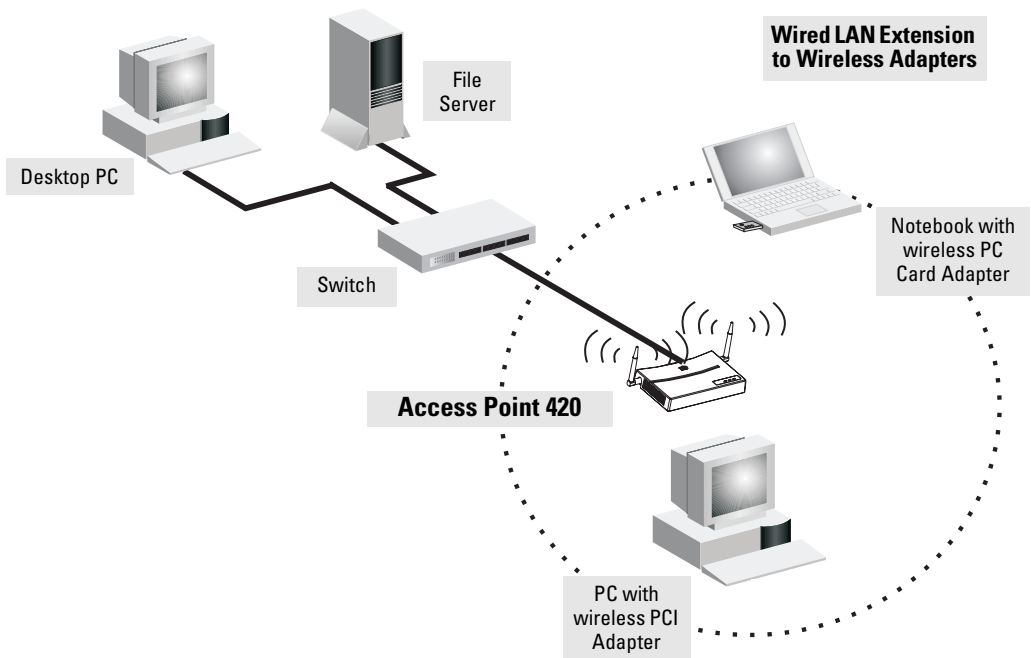 Wired LAN Extension
to Wireless Adapters
File
Server
Desktop PC
Notebook with
wireless PC
Card Adapter
Switch
Access Point 420
PC with
wireless PCI
Adapter